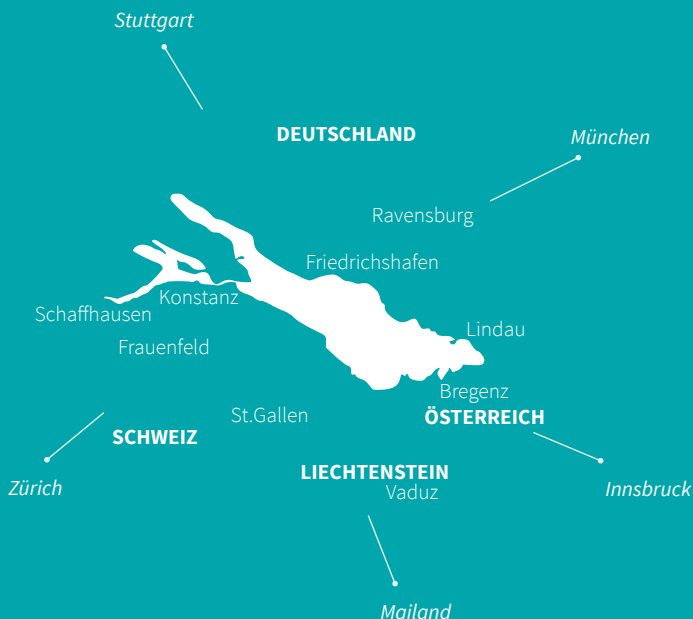 Stuttgart
DEUTSCHLAND
München
Ravensburg
Friedrichshafen
Konstanz
Schaffhausen
Lindau
Frauenfeld
Bregenz
St.Gallen
ÖSTERREICH
SCHWEIZ
LIECHTENSTEIN
Vaduz
Zürich
Innsbruck
Mailand